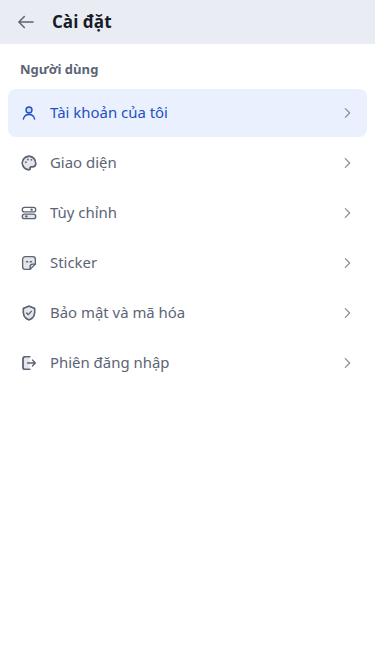 Cài đặt
Người dùng
Tài khoản của tôi
Giao diện
Tùy chỉnh
Sticker
Bảo mật và mã hóa
Phiên đăng nhập